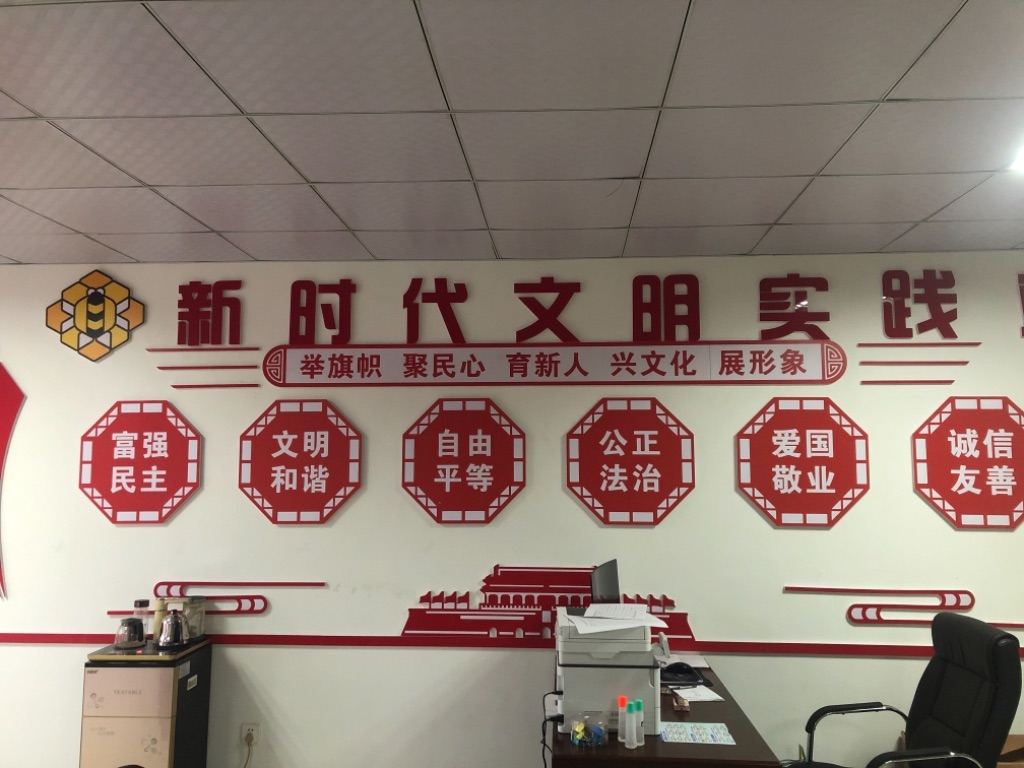 新时代文明实践
举旗帜 聚民心 育新人 兴文化 展形象
富强
民主
文明
和谐
自由
平等
公正
法治
爱国
敬业
诚信
友善